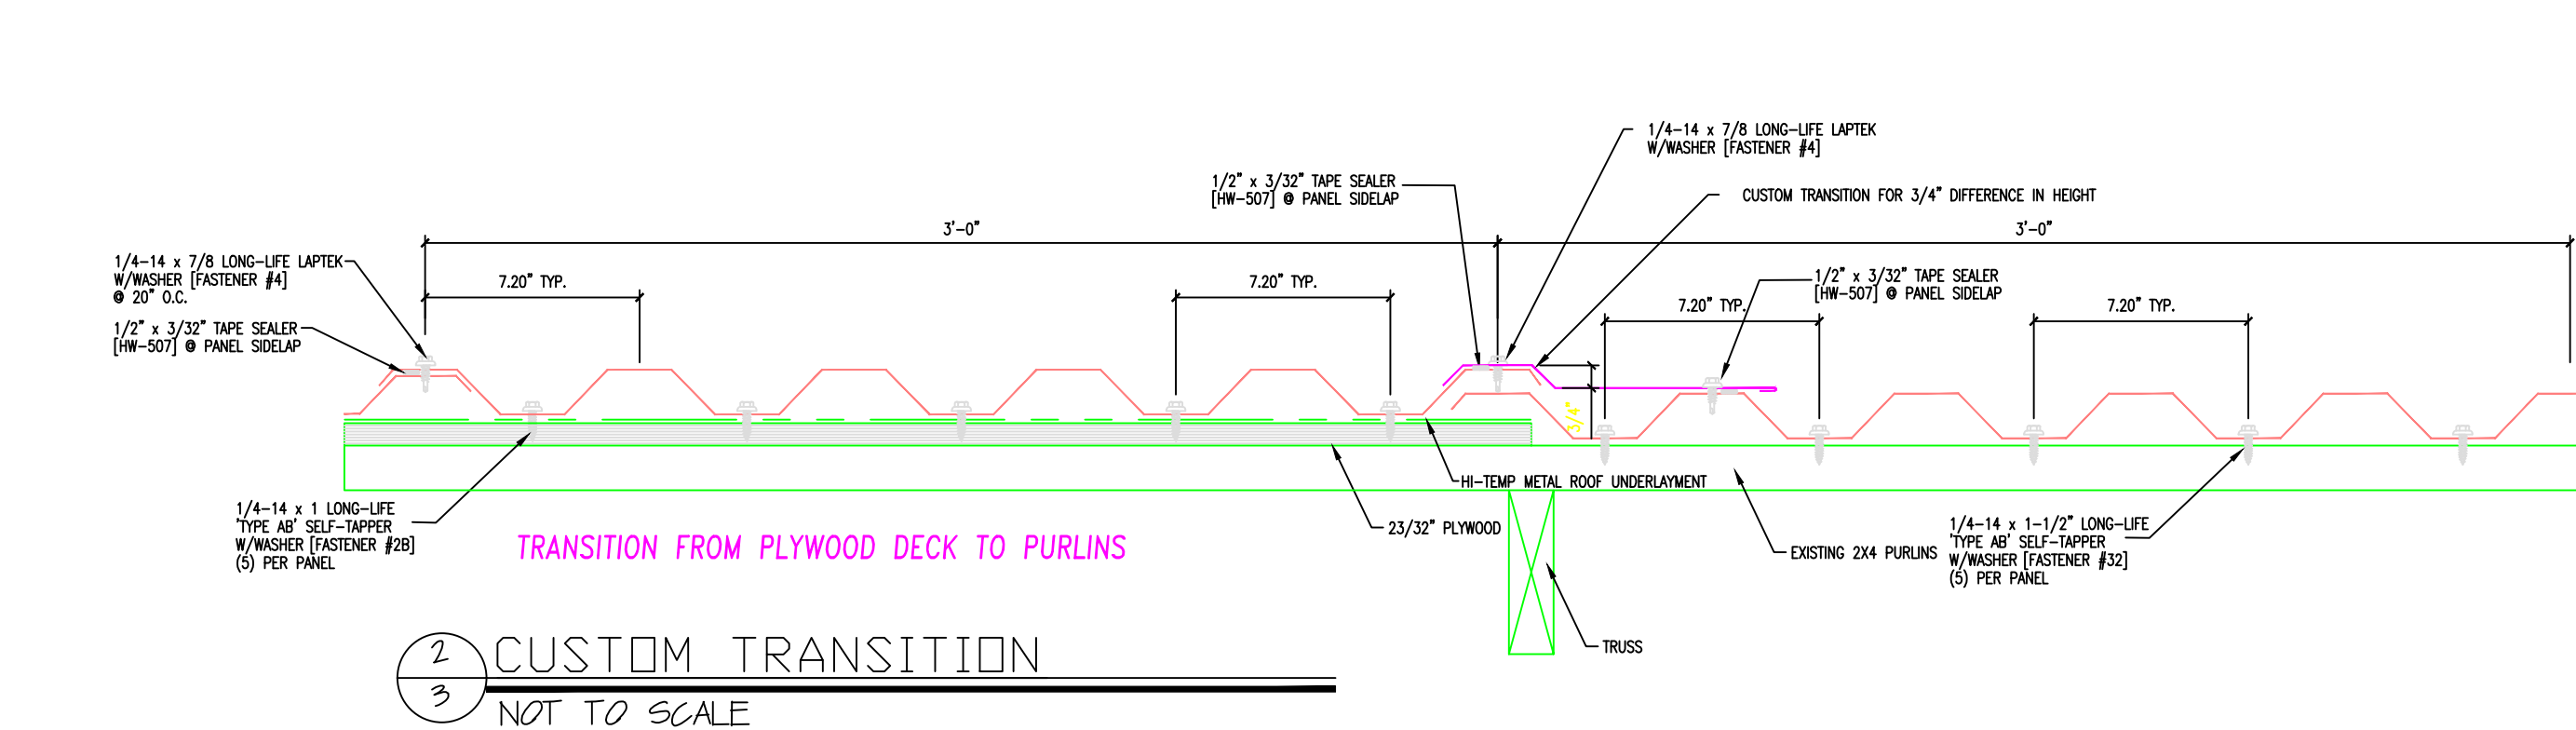 1/4-14 x 7/8 LONG-LIFE LAPTEK
W/WASHER [FASTENER #4]
1/2" x 3/32" TAPE SEALER
[HW-507] @ PANEL SIDELAP
CUSTOM TRANSITION FOR 3/4" DIFFERENCE IN HEIGHT
3'-0"
3'-0"
1/4-14 x 7/8 LONG-LIFE LAPTEK
W/WASHER [FASTENER #4]
@ 20" O.C.
7.20" TYP.
7.20" TYP.
1/2" x 3/32" TAPE SEALER
[HW-507] @ PANEL SIDELAP
7.20" TYP.
7.20" TYP.
1/2" x 3/32" TAPE SEALER
[HW-507] @ PANEL SIDELAP
3/4"
HI-TEMP METAL ROOF UNDERLAYMENT
1/4-14 x 1 LONG-LIFE
'TYPE AB' SELF-TAPPER
W/WASHER [FASTENER #2B]
(5) PER PANEL
23/32" PLYWOOD
EXISTING 2X4 PURLINS
1/4-14 x 1-1/2" LONG-LIFE
'TYPE AB' SELF-TAPPER
W/WASHER [FASTENER #32]
(5) PER PANEL
TRANSITION FROM PLYWOOD DECK TO PURLINS
TRUSS
2
3
CUSTOM TRANSITION
NOT TO SCALE